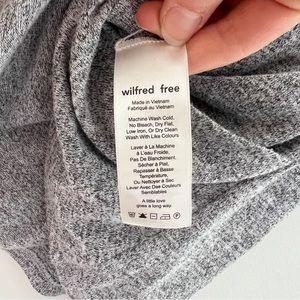 wilfred free
Made in Vietnam
Fabriqué au Vietnam
Machine Wash Cold,
No Bleach, Dry Flat,
Low Iron, Or Dry Clean
Wash With Like Colours
Laver À La Machine
À L'eau Froide,
Pas De Blanchiment,
Sécher à Plat,
Repasser à Basse
Température,
Ou Nettoyer à Sec
Laver Avec Des Couleurs
Semblables
A little love
goes a long way.